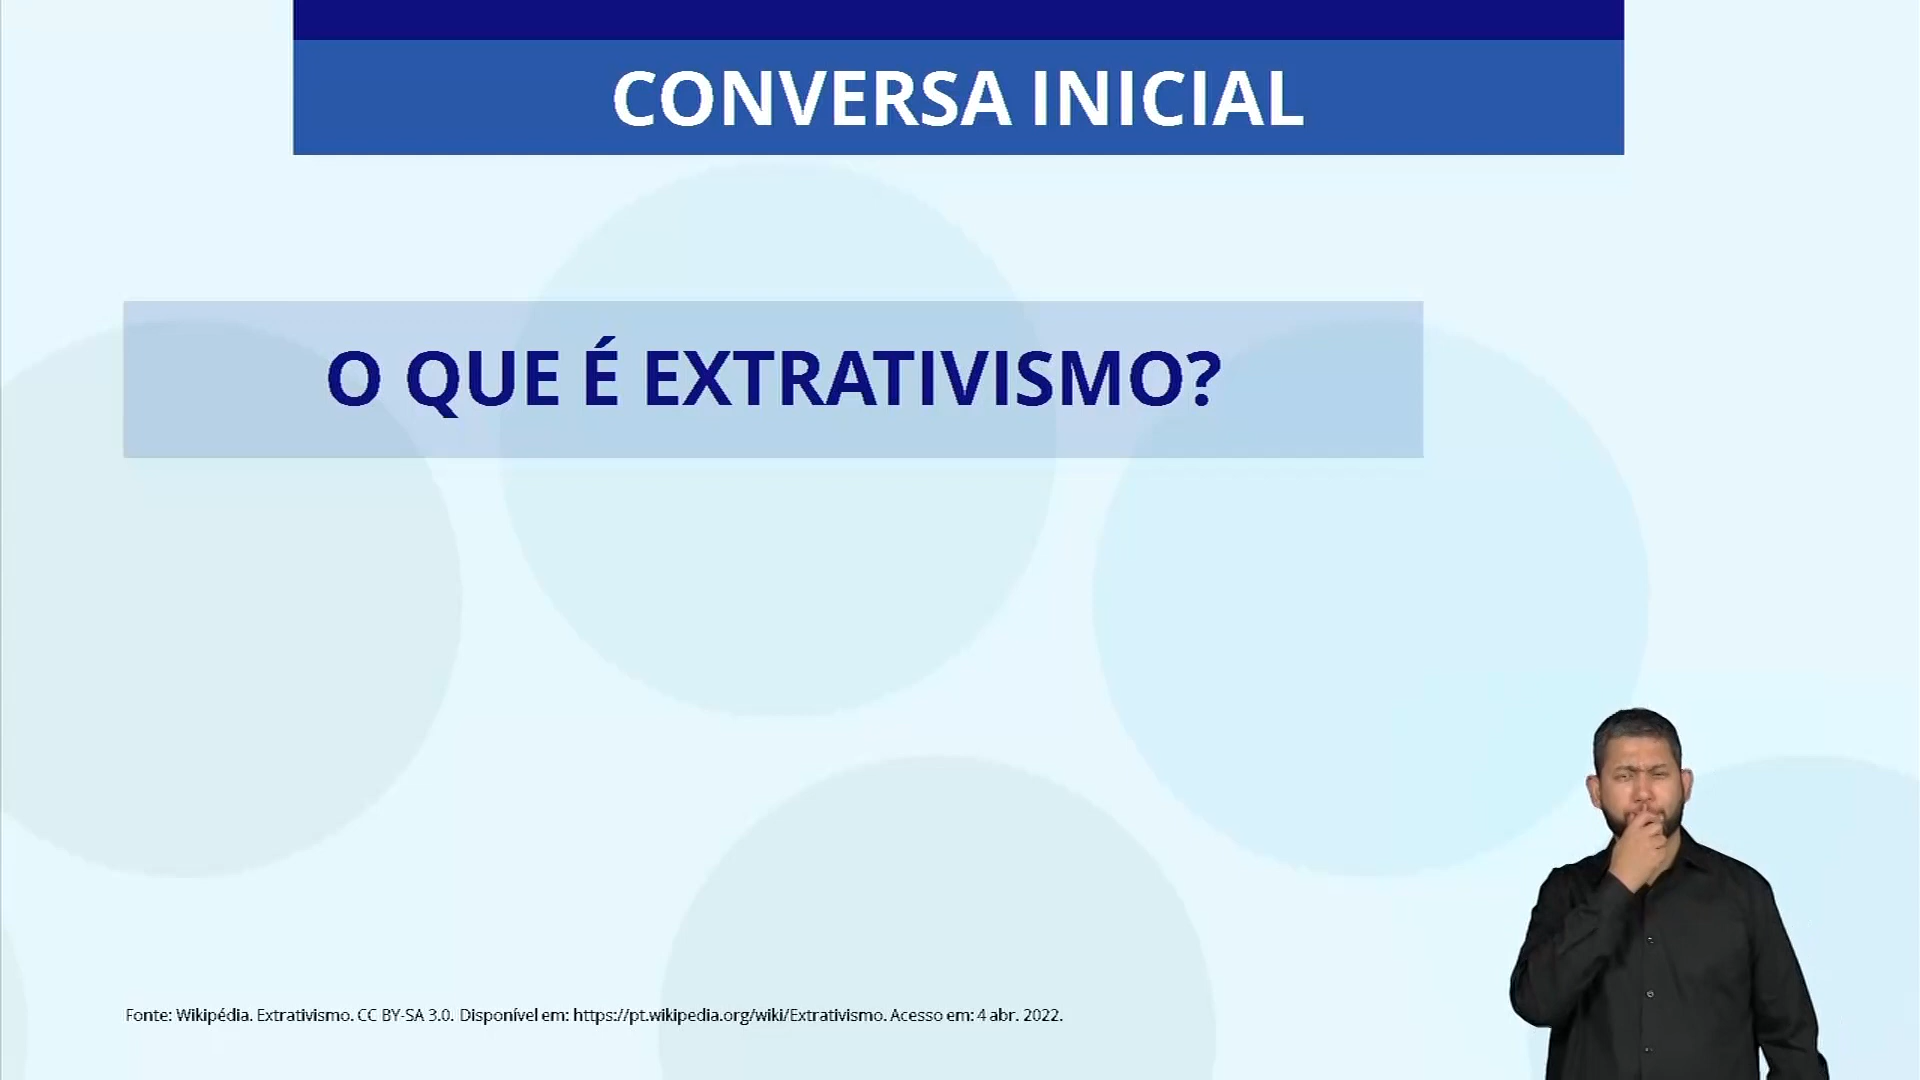 CONVERSA INICIAL
O QUE É EXTRATIVISMO?
Fonte: Wikipédia. Extrativismo. CC BY-SA 3.0. Disponível em: https://pt.wikipedia.org/wiki/Extrativismo. Acesso em: 4 abr. 2022.